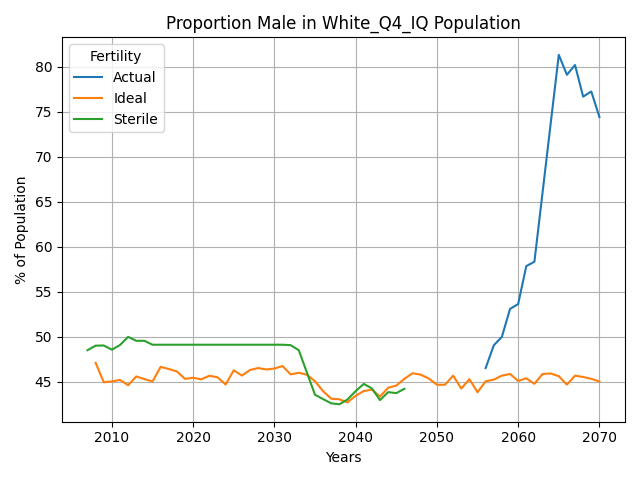 Proportion Male in White_Q4_IQ Population
Fertility
Actual
Ideal
Sterile
% of Population
80
75
70
65
60
55
50
45
2010 2020 2030 2040 2050 2060 2070
Years